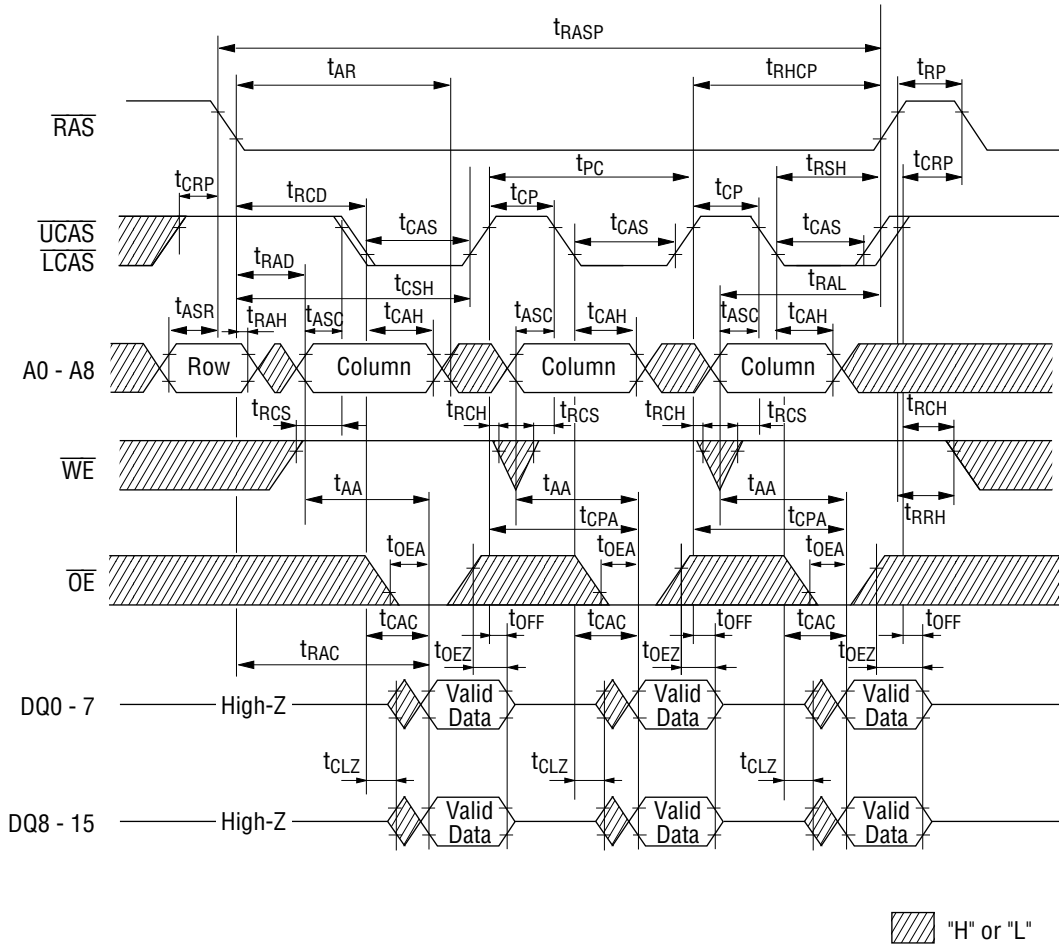 tRASP
tAR tRHCP tRP
RAS
tCRP tRCD tPC tRSH tCRP
tCP tCP
UCAS
LCAS
tCAS tCAS tCAS
tRAD tCSH tRAL
tASR tRAH tASC tCAH tASC tCAH tASC tCAH
A0 - A8 Row Column Column Column
tRCS tRCH tRCS tRCH tRCS tRCH
WE
tAA tAA tAA
tCPA tCPA tRRH
tOEA tOEA tOEA
OE
tCAC tOFF tCAC tOFF tCAC tOFF
tRAC tOEZ tOEZ tOEZ
DQ0 - 7 High-Z Valid Data Valid Data Valid Data
tCLZ tCLZ tCLZ
DQ8 - 15 High-Z Valid Data Valid Data Valid Data
"H" or "L"